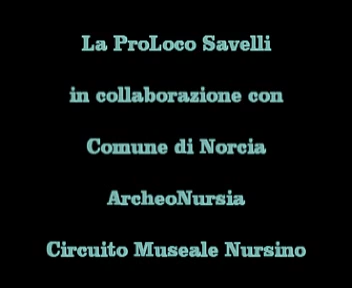 La ProLoco Savelli
in collaborazione con
Comune di Norcia
ArcheoNursia
Circuito Museale Nursino